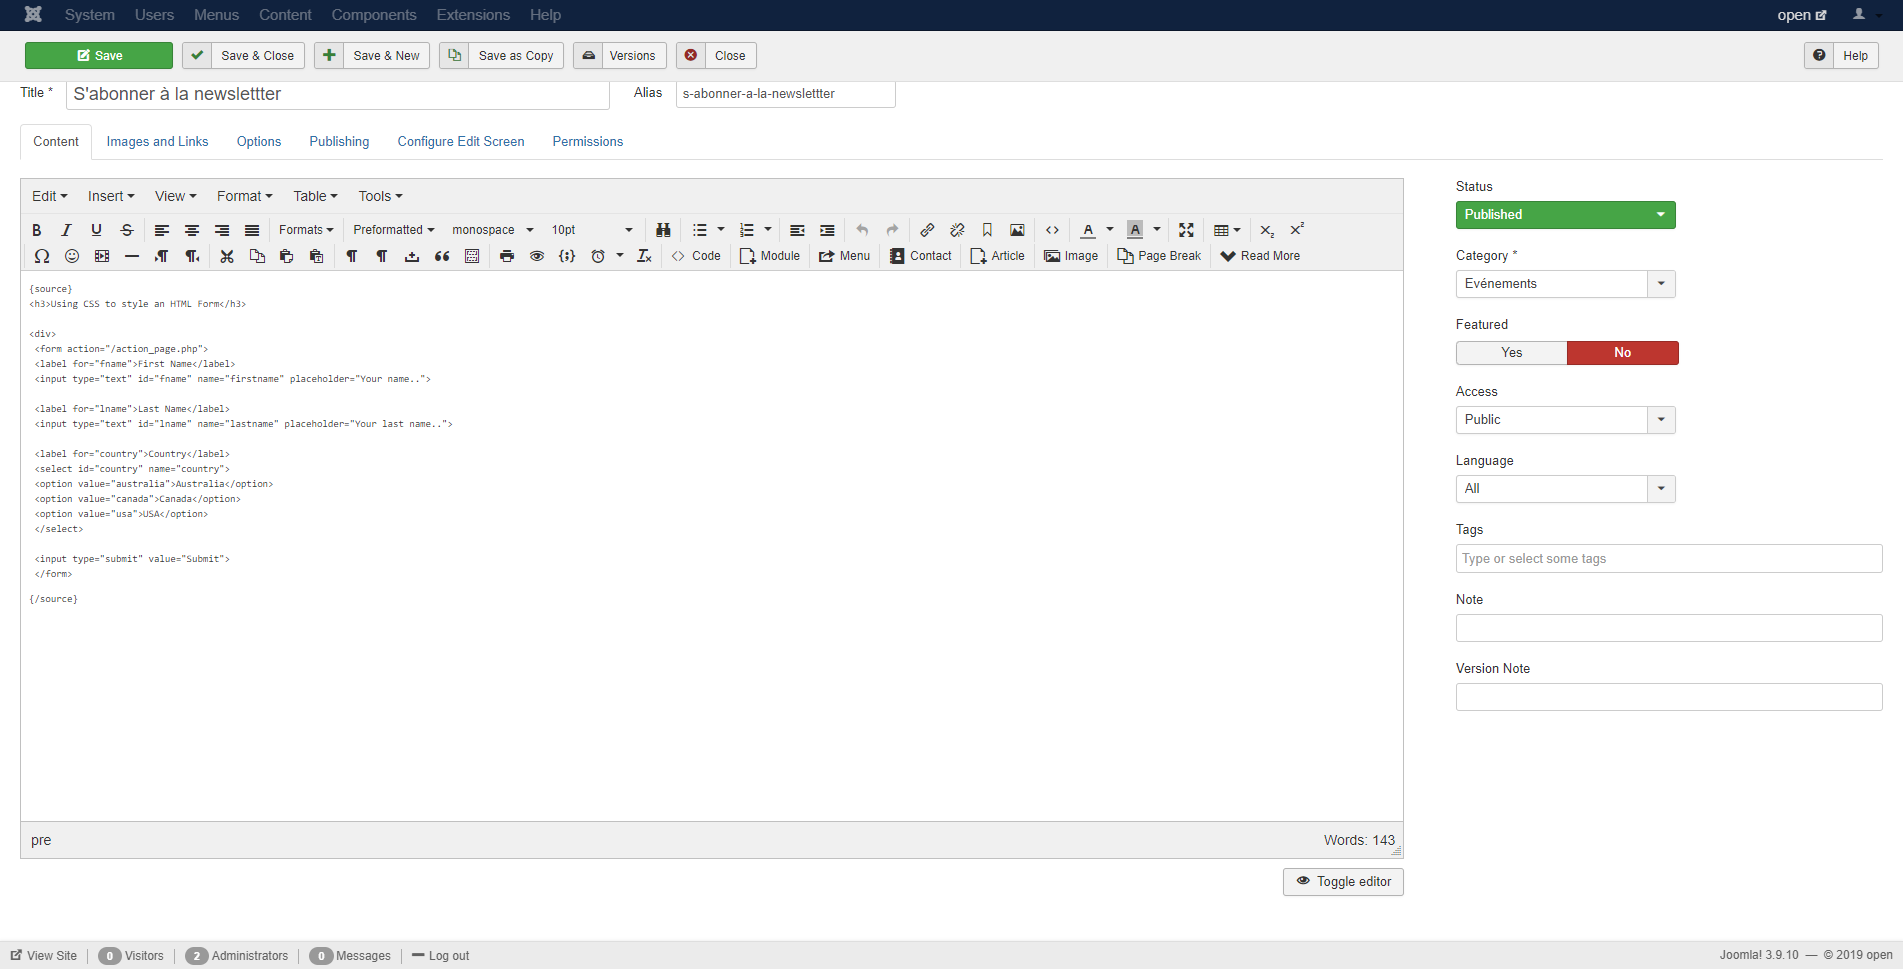 System Users Menus Content Components Extensions Help open
Save Save & Close Save & New Save as Copy Versions Close Help
Title * S'abonner à la newslettter Alias s-abonner-a-la-newslettter
Content Images and Links Options Publishing Configure Edit Screen Permissions
Edit Insert View Format Table Tools
B I U S Formats Preformatted monospace 10pt A A X₂ X²
Code Module Menu Contact Article Image Page Break Read More
{source}
<h3>Using CSS to style an HTML Form</h3>
<div>
<form action="/action_page.php">
<label for="fname">First Name</label>
<input type="text" id="fname" name="firstname" placeholder="Your name..">
<label for="lname">Last Name</label>
<input type="text" id="lname" name="lastname" placeholder="Your last name..">
<label for="country">Country</label>
<select id="country" name="country">
<option value="australia">Australia</option>
<option value="canada">Canada</option>
<option value="usa">USA</option>
</select>
<input type="submit" value="Submit">
</form>
{/source}
pre Words: 143
Toggle editor
Status
Published
Category *
Evénements
Featured
Yes No
Access
Public
Language
All
Tags
Type or select some tags
Note
Version Note
View Site 0 Visitors 2 Administrators 0 Messages Log out Joomla! 3.9.10 — © 2019 open